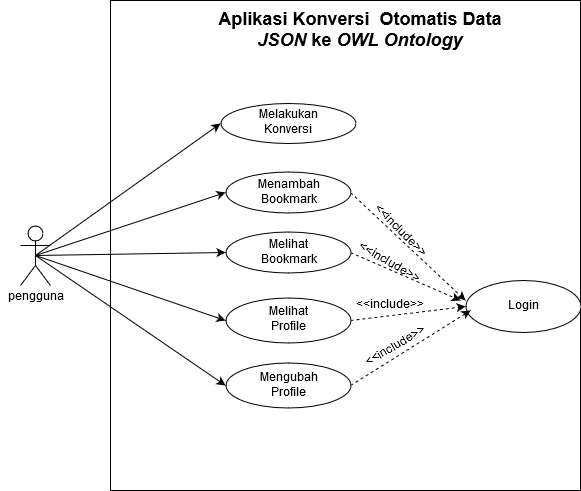 Aplikasi Konversi Otomatis Data
JSON ke OWL Ontology
Melakukan
Konversi
Menambah
Bookmark
<<include>>
Melihat
Bookmark
<<include>>
pengguna
Melihat
Profile
<<include>>
Login
Mengubah
Profile
<<include>>